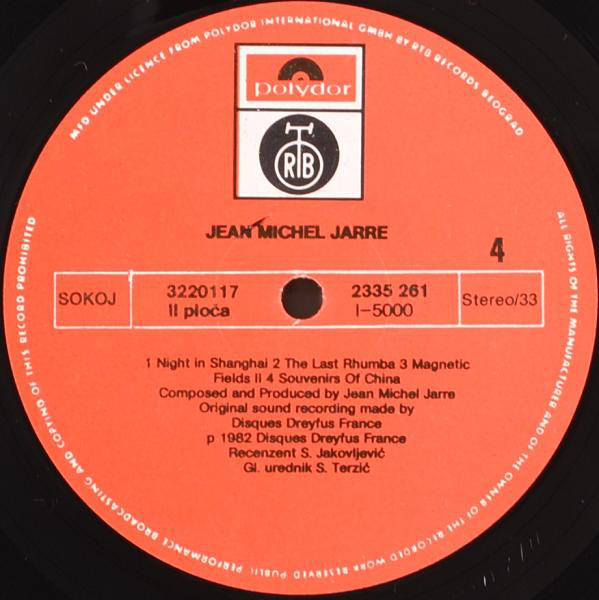 MFD UNDER LICENCE FROM POLYDOR INTERNATIONAL GMBH BY RTB RECORDS BEOGRAD
polydor
RTB
JEAN MICHEL JARRE
4
SOKOJ
3220117
II ploča
2335 261
I-5000
Stereo/33
1 Night in Shanghai 2 The Last Rhumba 3 Magnetic
Fields II 4 Souvenirs Of China
Composed and Produced by Jean Michel Jarre
Original sound recording made by
Disques Dreyfus France
p 1982 Disques Dreyfus France
Recenzent S. Jakovljević
Gl. urednik S. Terzić
ALL RIGHTS OF THE MANUFACTURER AND OF THE OWNER OF THE RECORDED WORK RESERVED PUBLIC PERFORMANCE BROADCASTING AND COPYING OF THIS RECORD PROHIBITED